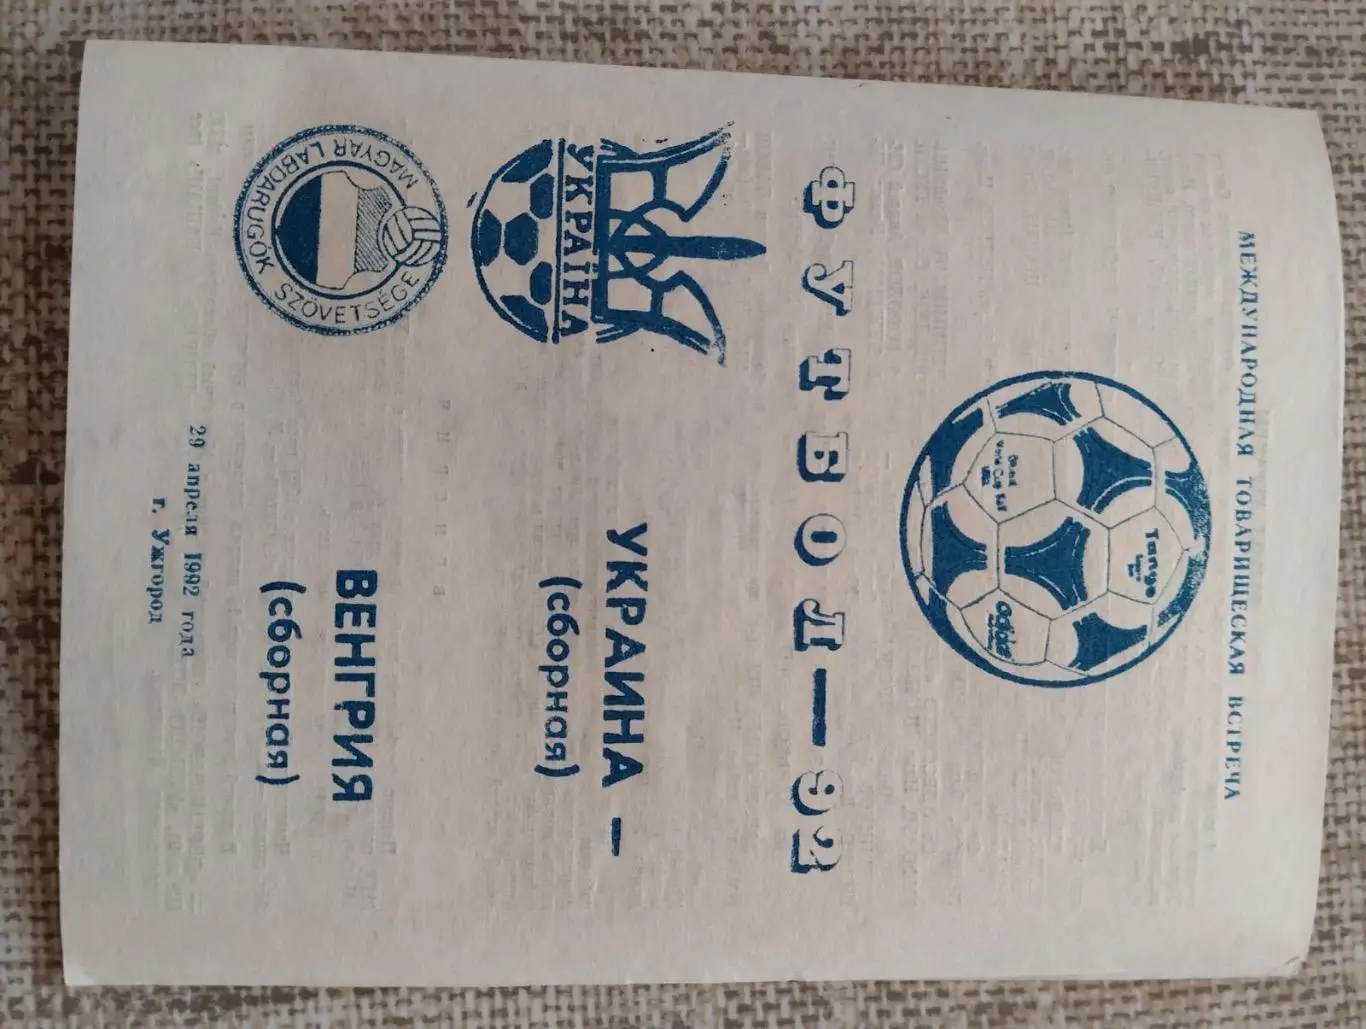 МЕЖДУНАРОДНАЯ ТОВАРИЩЕСКАЯ ВСТРЕЧА
Tango
adidas
ФУТБОЛ—92
УКРАЇНА
УКРАИНА —
(сборная)
MAGYAR LABDARUGÓK SZÖVETSÉGE
ВЕНГРИЯ
(сборная)
29 апреля 1992 года
г. Ужгород